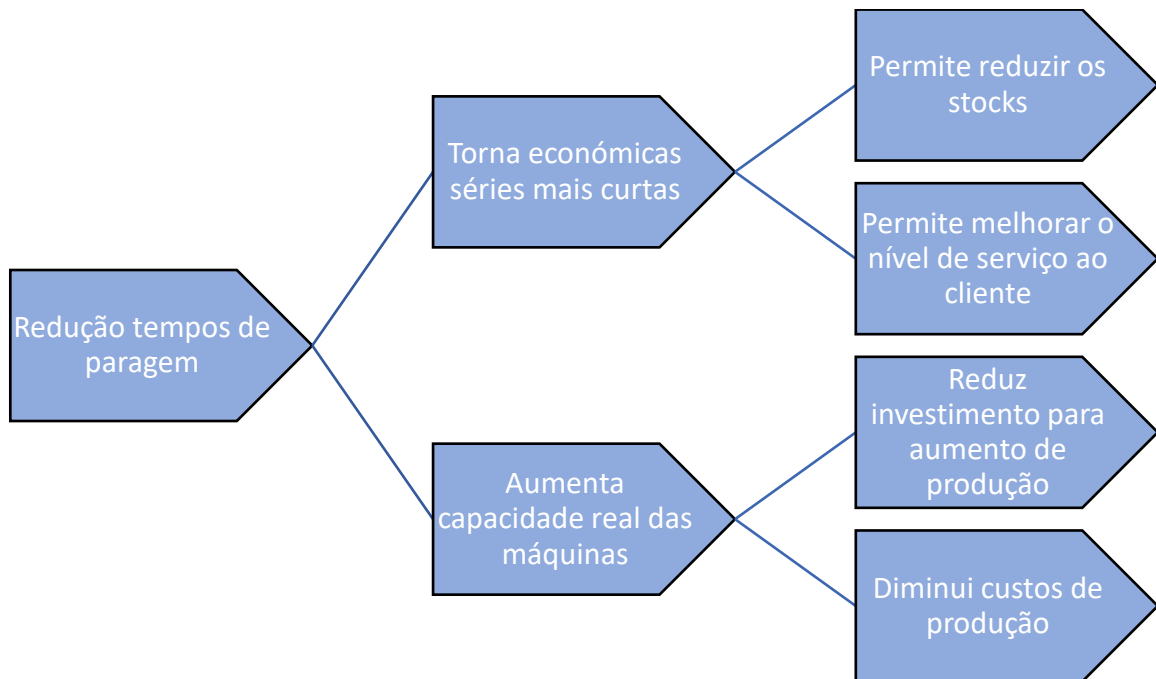 Redução tempos de
paragem
Torna económicas
séries mais curtas
Permite reduzir os
stocks
Permite melhorar o
nível de serviço ao
cliente
Aumenta
capacidade real das
máquinas
Reduz
investimento para
aumento de
produção
Diminui custos de
produção